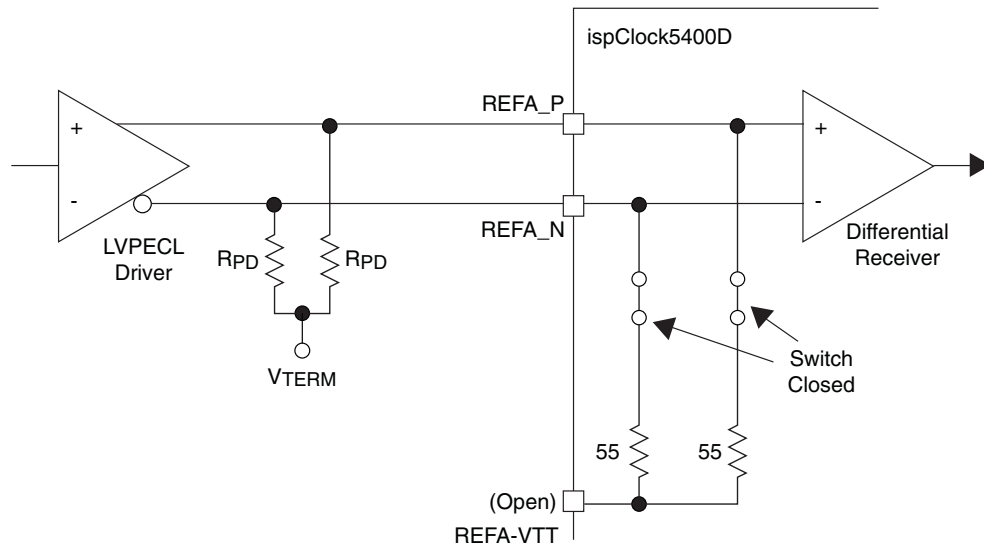 ispClock5400D
REFA_P
+
-
+
-
REFA_N
LVPECL
Driver
Differential
Receiver
RPD
RPD
VTERM
Switch
Closed
55
55
(Open)
REFA-VTT